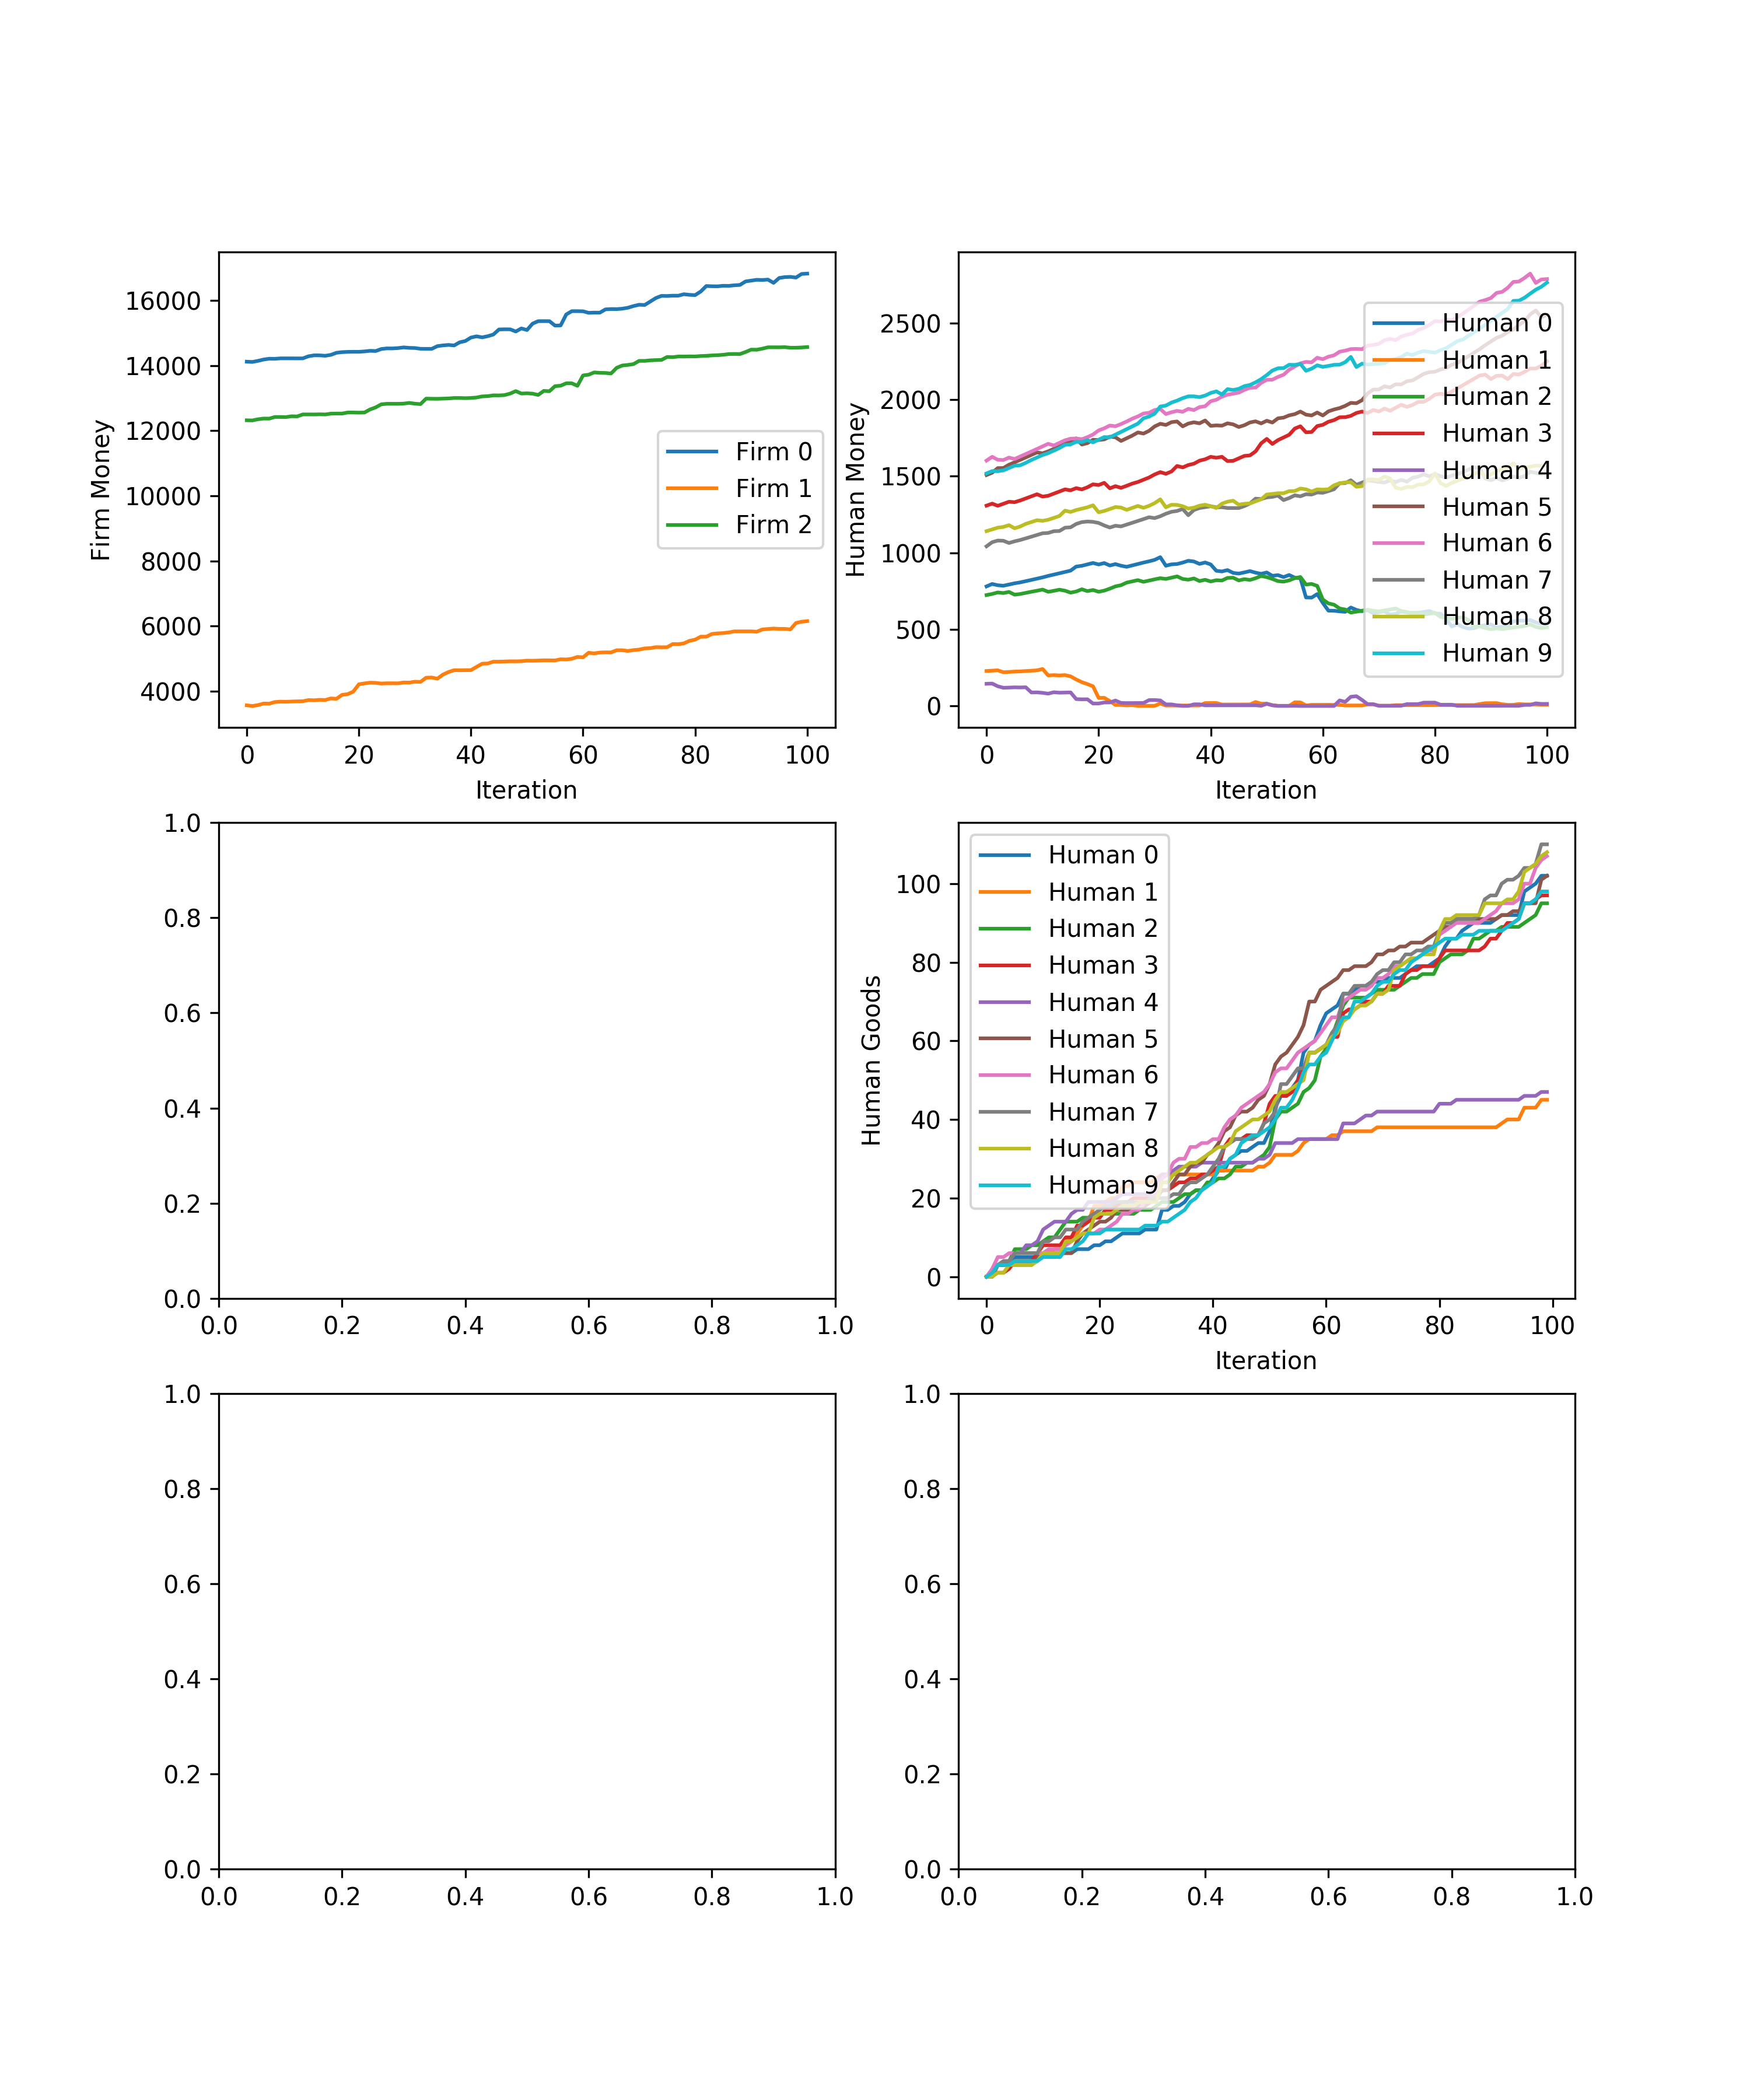 16000
14000
12000
10000
8000
6000
4000
Firm Money
Firm 0
Firm 1
Firm 2
0 20 40 60 80 100
Iteration
2500
2000
1500
1000
500
0
Human Money
Human 0
Human 1
Human 2
Human 3
Human 4
Human 5
Human 6
Human 7
Human 8
Human 9
0 20 40 60 80 100
Iteration
1.0
0.8
0.6
0.4
0.2
0.0
0.0 0.2 0.4 0.6 0.8 1.0
100
80
60
40
20
0
Human Goods
Human 0
Human 1
Human 2
Human 3
Human 4
Human 5
Human 6
Human 7
Human 8
Human 9
0 20 40 60 80 100
Iteration
1.0
0.8
0.6
0.4
0.2
0.0
0.0 0.2 0.4 0.6 0.8 1.0
1.0
0.8
0.6
0.4
0.2
0.0
0.0 0.2 0.4 0.6 0.8 1.0